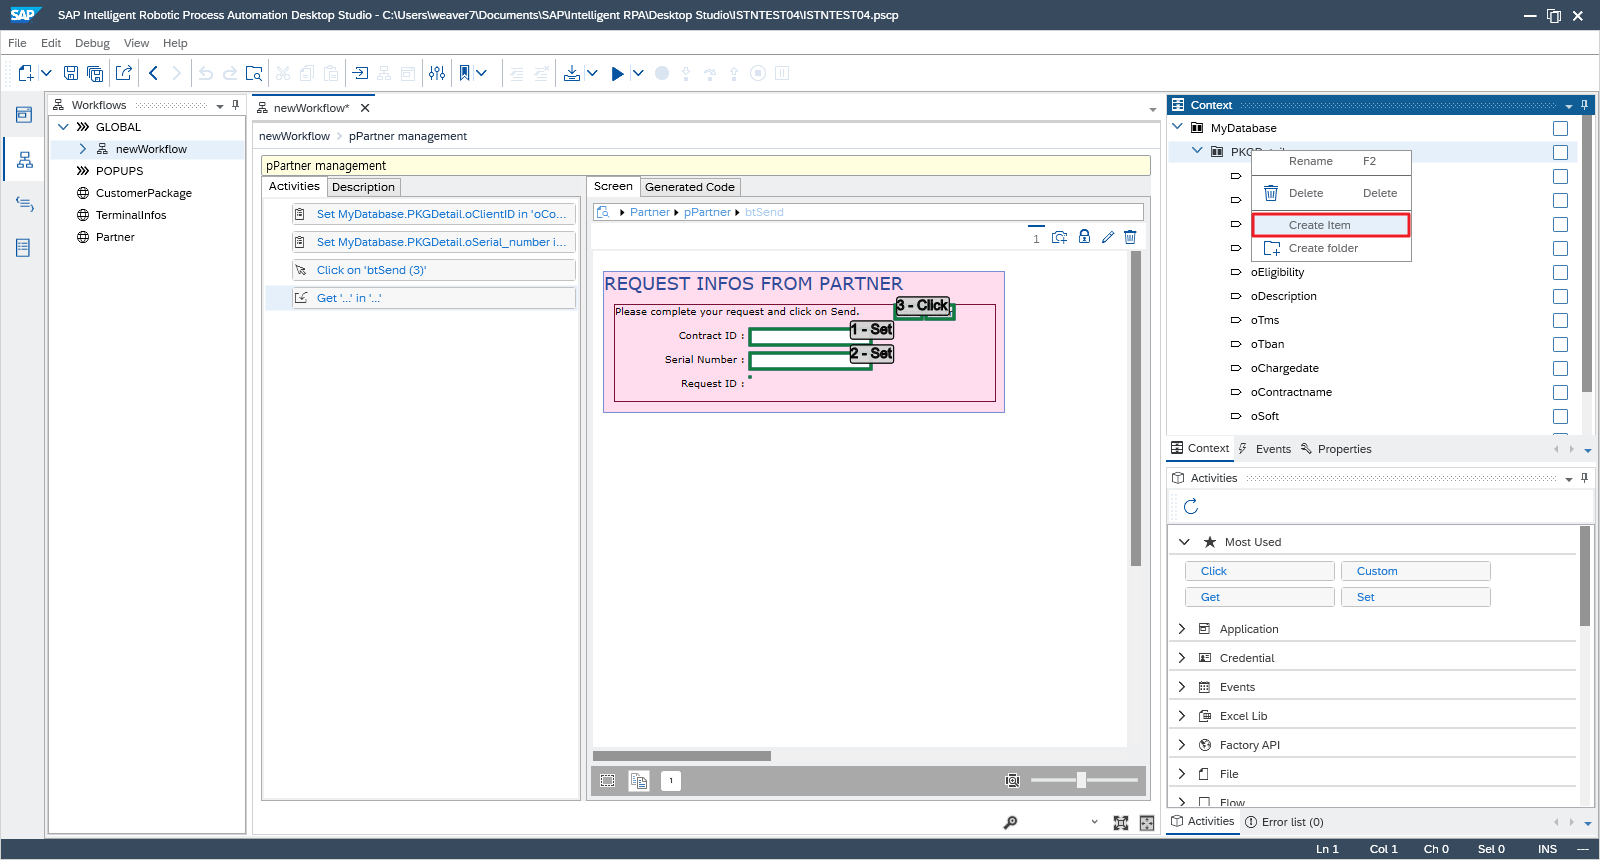 SAP SAP Intelligent Robotic Process Automation Desktop Studio - C:\Users\weaver7\Documents\SAP\Intelligent RPA\Desktop Studio\ISTNTEST04\ISTNTEST04.pscp
File Edit Debug View Help
Workflows
GLOBAL
newWorkflow
POPUPS
CustomerPackage
TerminalInfos
Partner
newWorkflow*
newWorkflow > pPartner management
pPartner management
Activities Description
Set MyDatabase.PKGDetail.oClientID in 'oCo...
Set MyDatabase.PKGDetail.oSerial_number i...
Click on 'btSend (3)'
Get '...' in '...'
Screen Generated Code
Partner pPartner btSend
1
REQUEST INFOS FROM PARTNER
Please complete your request and click on Send.
3 - Click
Contract ID :
1 - Set
Serial Number :
2 - Set
Request ID :
1
Context
MyDatabase
Rename F2
Delete Delete
Create Item
Create folder
oEligibility
oDescription
oTms
oTban
oChargedate
oContractname
oSoft
Context Events Properties
Activities
Most Used
Click Custom
Get Set
Application
Credential
Events
Excel Lib
Factory API
File
Flow
Activities Error list (0)
Ln 1 Col 1 Ch 0 Sel 0 INS ---